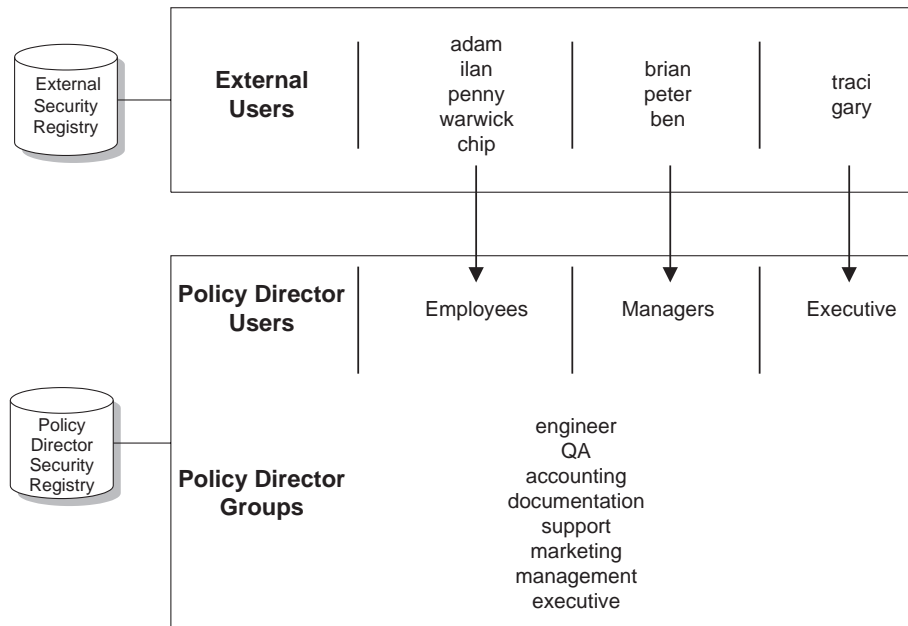 External
Security
Registry
External
Users
adam
ilan
penny
warwick
chip
brian
peter
ben
traci
gary
Policy Director
Users
Employees
Managers
Executive
Policy
Director
Security
Registry
Policy Director
Groups
engineer
QA
accounting
documentation
support
marketing
management
executive